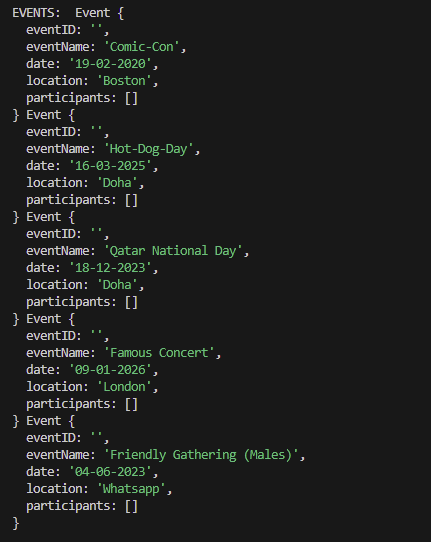 EVENTS:  Event {
  eventID: '',
  eventName: 'Comic-Con',
  date: '19-02-2020',
  location: 'Boston',
  participants: []
} Event {
  eventID: '',
  eventName: 'Hot-Dog-Day',
  date: '16-03-2025',
  location: 'Doha',
  participants: []
} Event {
  eventID: '',
  eventName: 'Qatar National Day',
  date: '18-12-2023',
  location: 'Doha',
  participants: []
} Event {
  eventID: '',
  eventName: 'Famous Concert',
  date: '09-01-2026',
  location: 'London',
  participants: []
} Event {
  eventID: '',
  eventName: 'Friendly Gathering (Males)',
  date: '04-06-2023',
  location: 'Whatsapp',
  participants: []
}